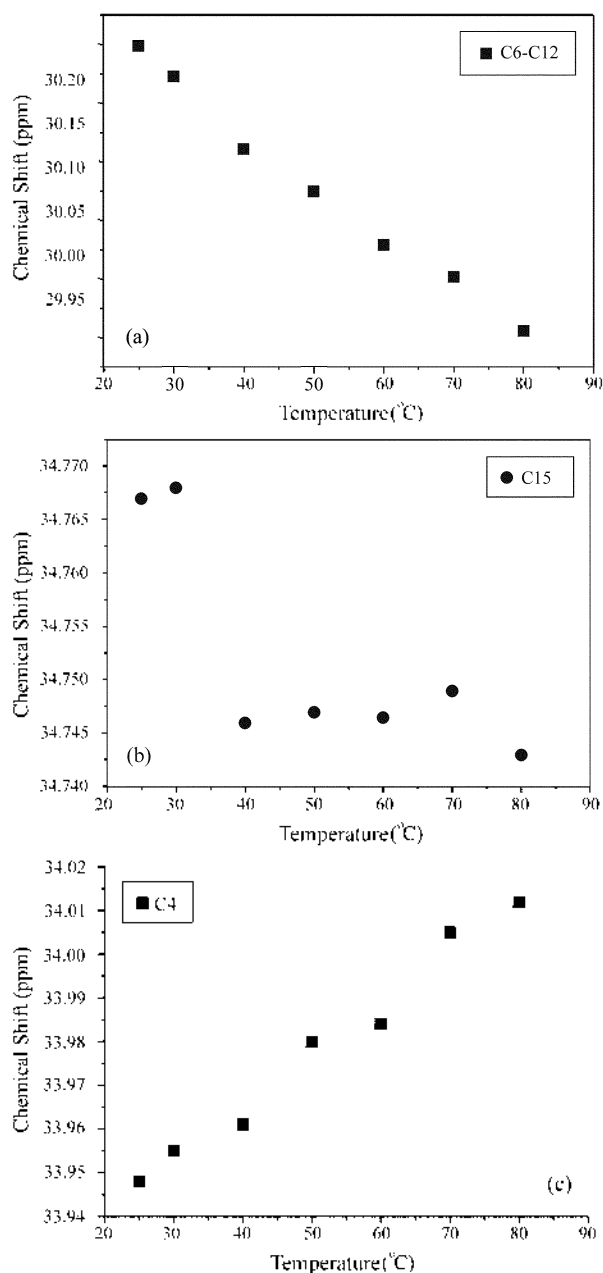 C6-C12
30.20
30.15
30.10
30.05
30.00
29.95
Chemical Shift (ppm)
(a)
20 30 40 50 60 70 80 90
Temperature(°C)
C15
34.770
34.765
34.760
34.755
34.750
34.745
34.740
Chemical Shift (ppm)
(b)
20 30 40 50 60 70 80 90
Temperature(°C)
C4
34.02
34.01
34.00
33.99
33.98
33.97
33.96
33.95
33.94
Chemical Shift (ppm)
(c)
20 30 40 50 60 70 80 90
Temperature(°C)